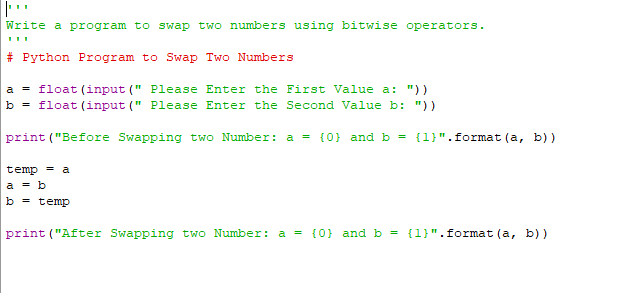 '''
Write a program to swap two numbers using bitwise operators.
'''
# Python Program to Swap Two Numbers
a = float(input(" Please Enter the First Value a: "))
b = float(input(" Please Enter the Second Value b: "))
print("Before Swapping two Number: a = {0} and b = {1}".format(a, b))
temp = a
a = b
b = temp
print("After Swapping two Number: a = {0} and b = {1}".format(a, b))